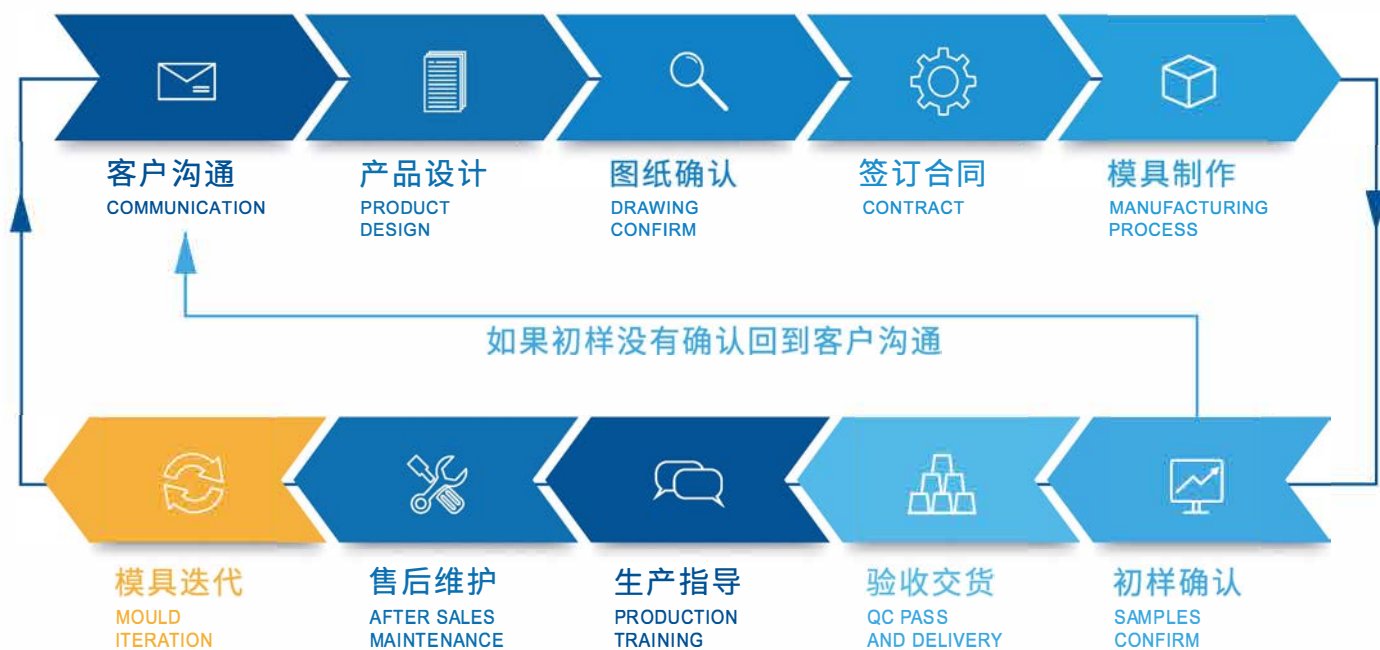 客户沟通
COMMUNICATION
产品设计
PRODUCT
DESIGN
图纸确认
DRAWING
CONFIRM
签订合同
CONTRACT
模具制作
MANUFACTURING
PROCESS
如果初样没有确认回到客户沟通
模具迭代
MOULD
ITERATION
售后维护
AFTER SALES
MAINTENANCE
生产指导
PRODUCTION
TRAINING
验收交货
QC PASS
AND DELIVERY
初样确认
SAMPLES
CONFIRM